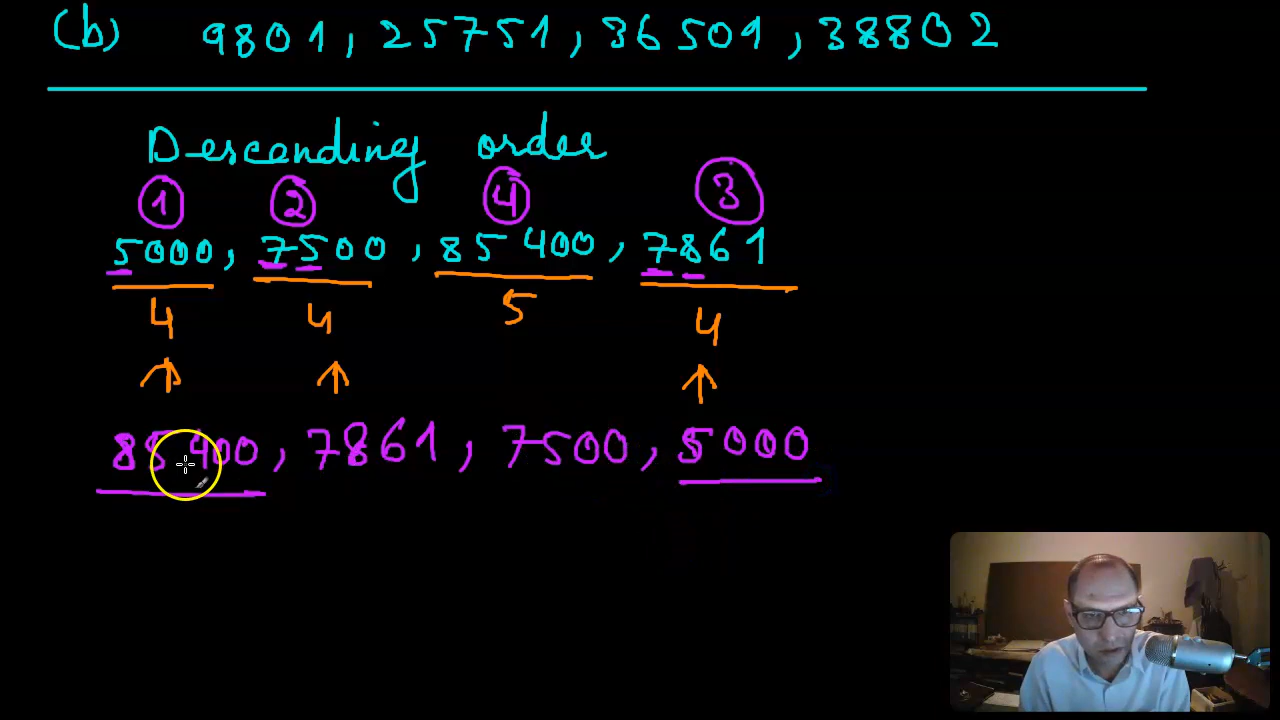 (b) 9801, 25751, 36501, 38802
Descending order
1 2 4 3
5000, 7500, 85400, 7861
4 4 5 4
85400, 7861, 7500, 5000